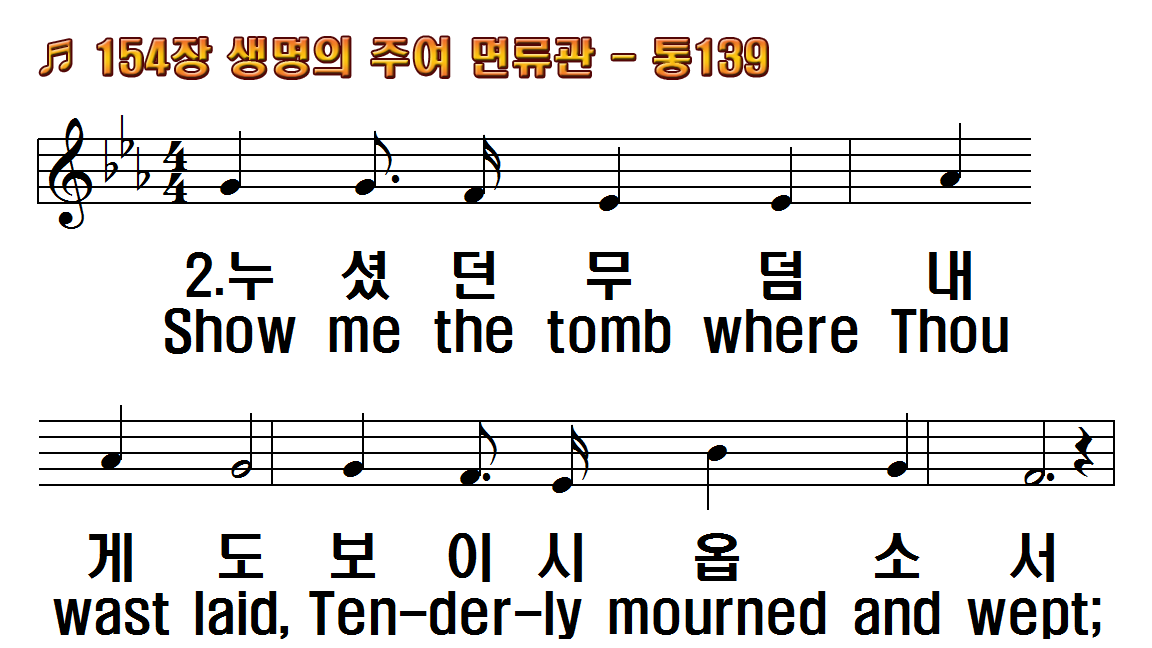 ♬ 154장 생명의 주여 면류관 - 통139
4
4
2.누 셨 던 무 덤 내
Show me the tomb where Thou
게 도 보 이 시 옵 소 서
wast laid, Ten-der-ly mourned and wept;